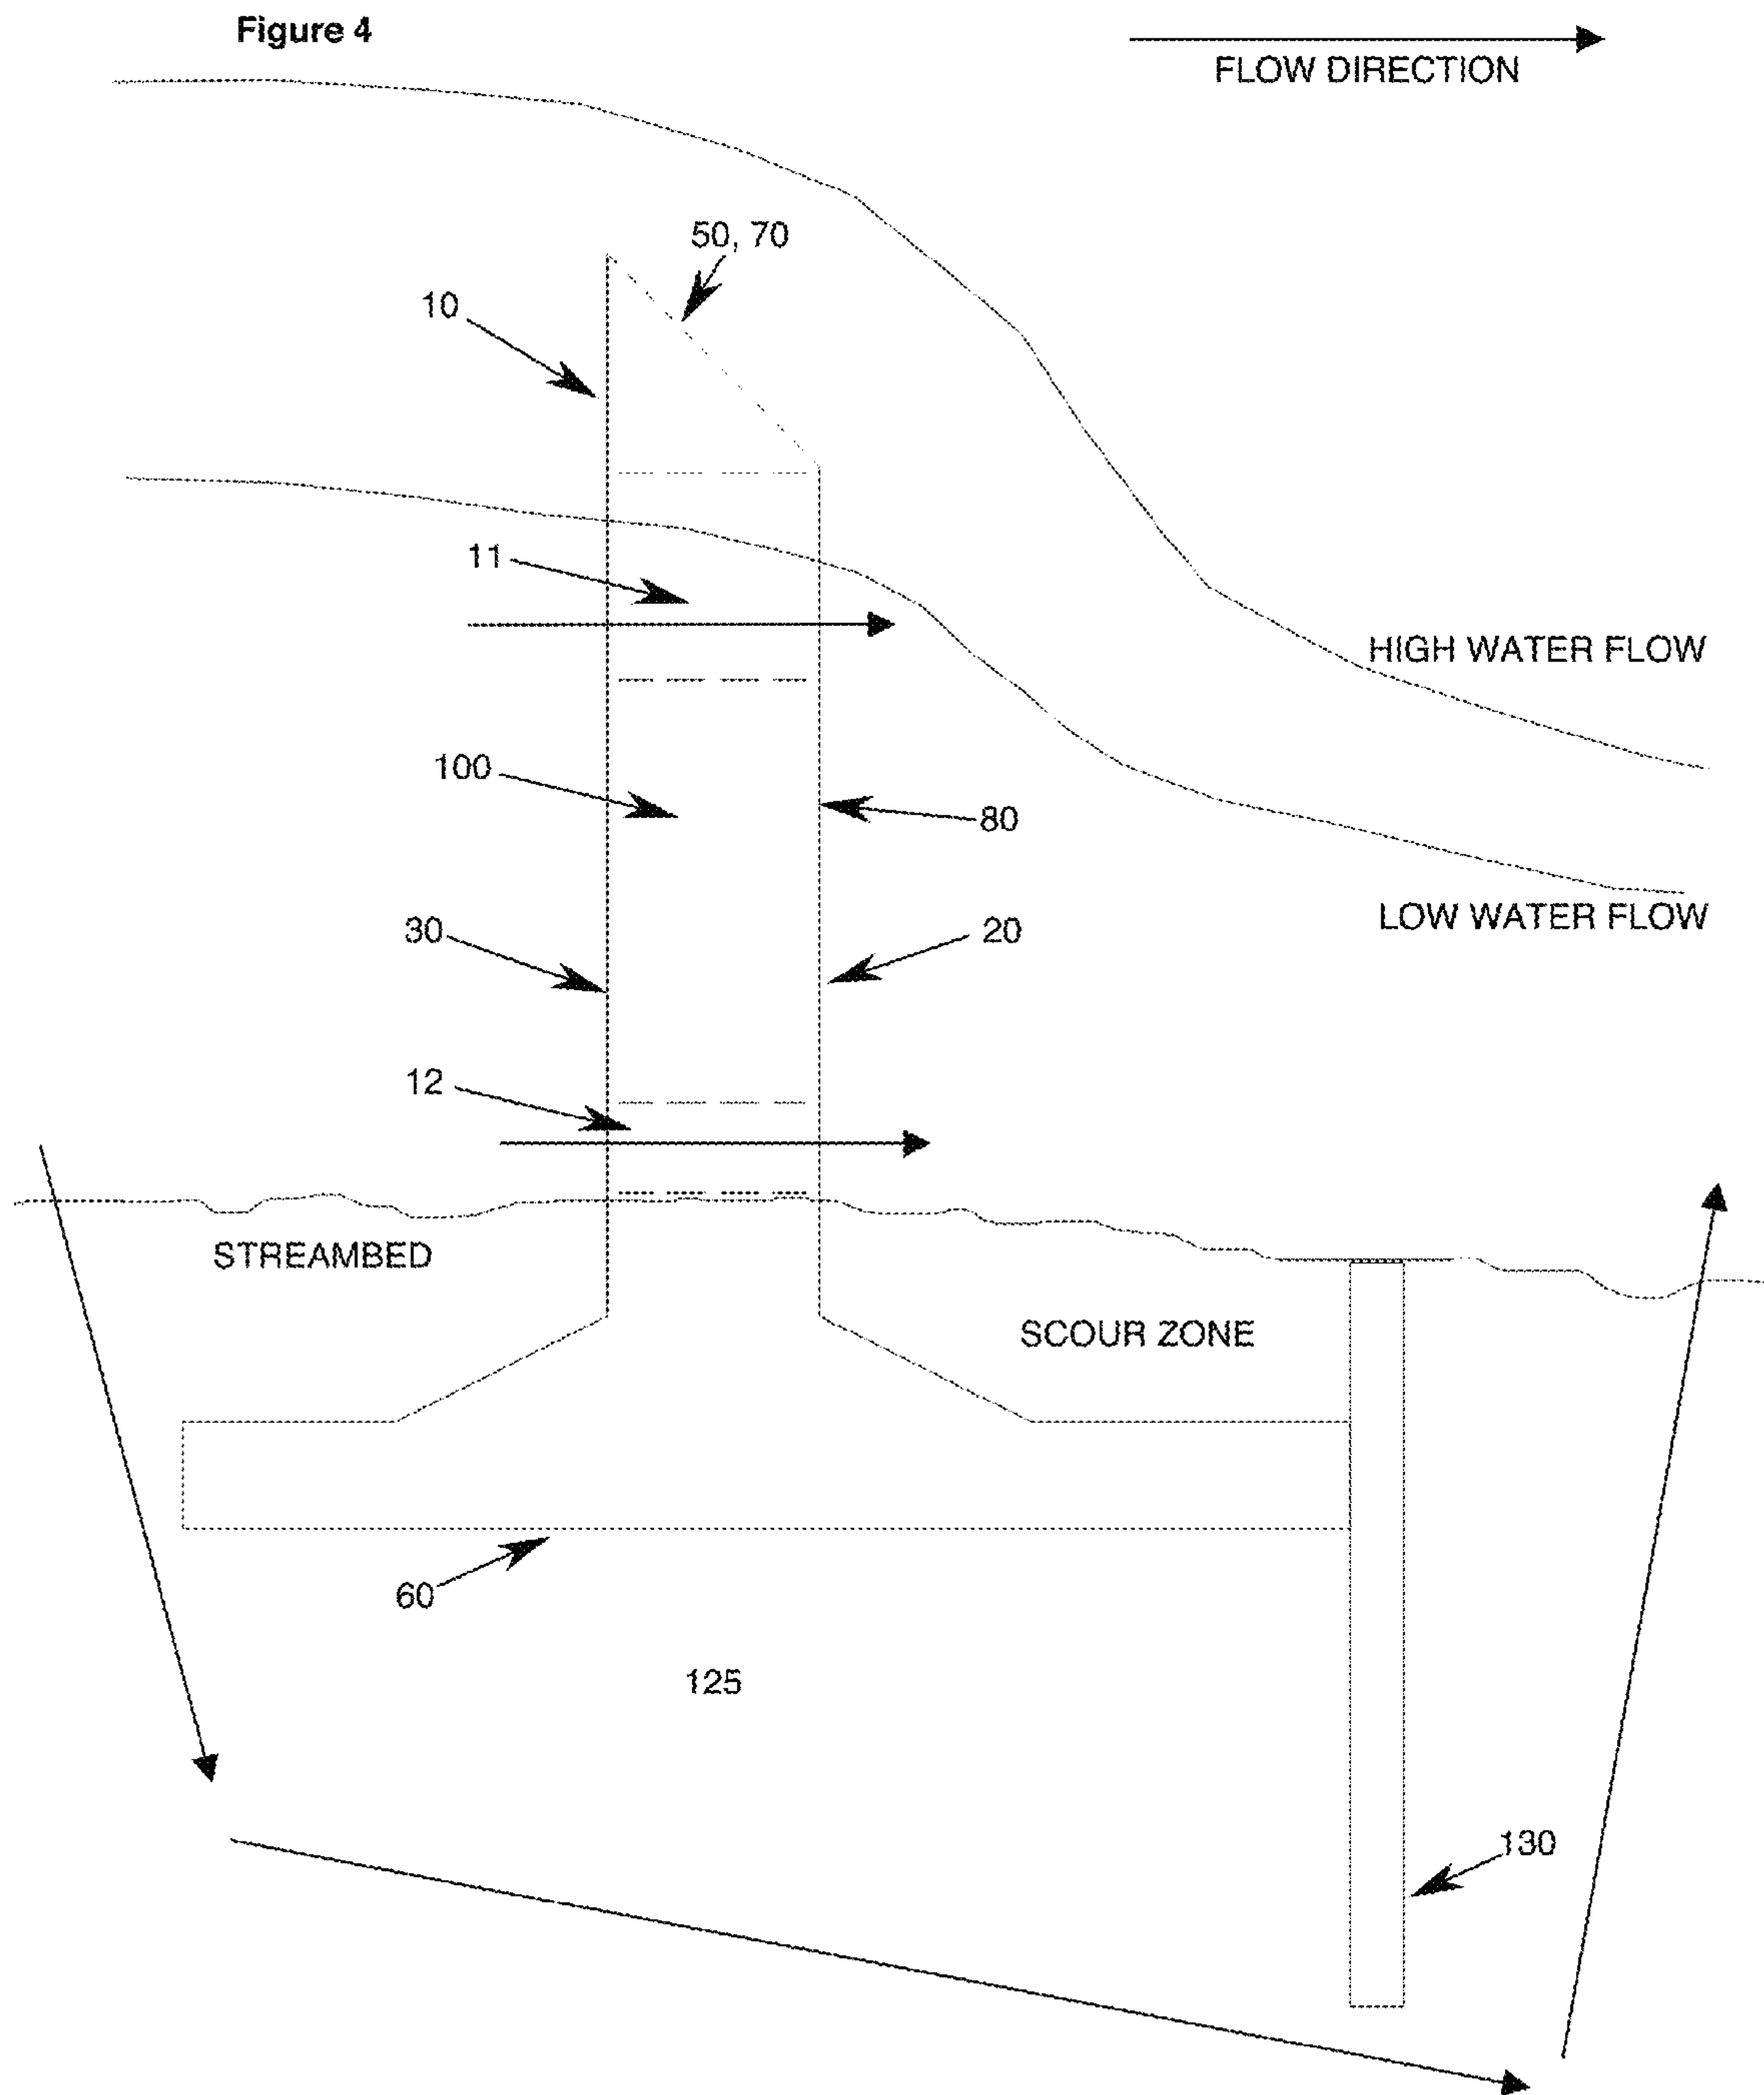 Figure 4
FLOW DIRECTION
50, 70
10
11
HIGH WATER FLOW
100
80
LOW WATER FLOW
30
20
12
STREAMBED
SCOUR ZONE
60
125
130